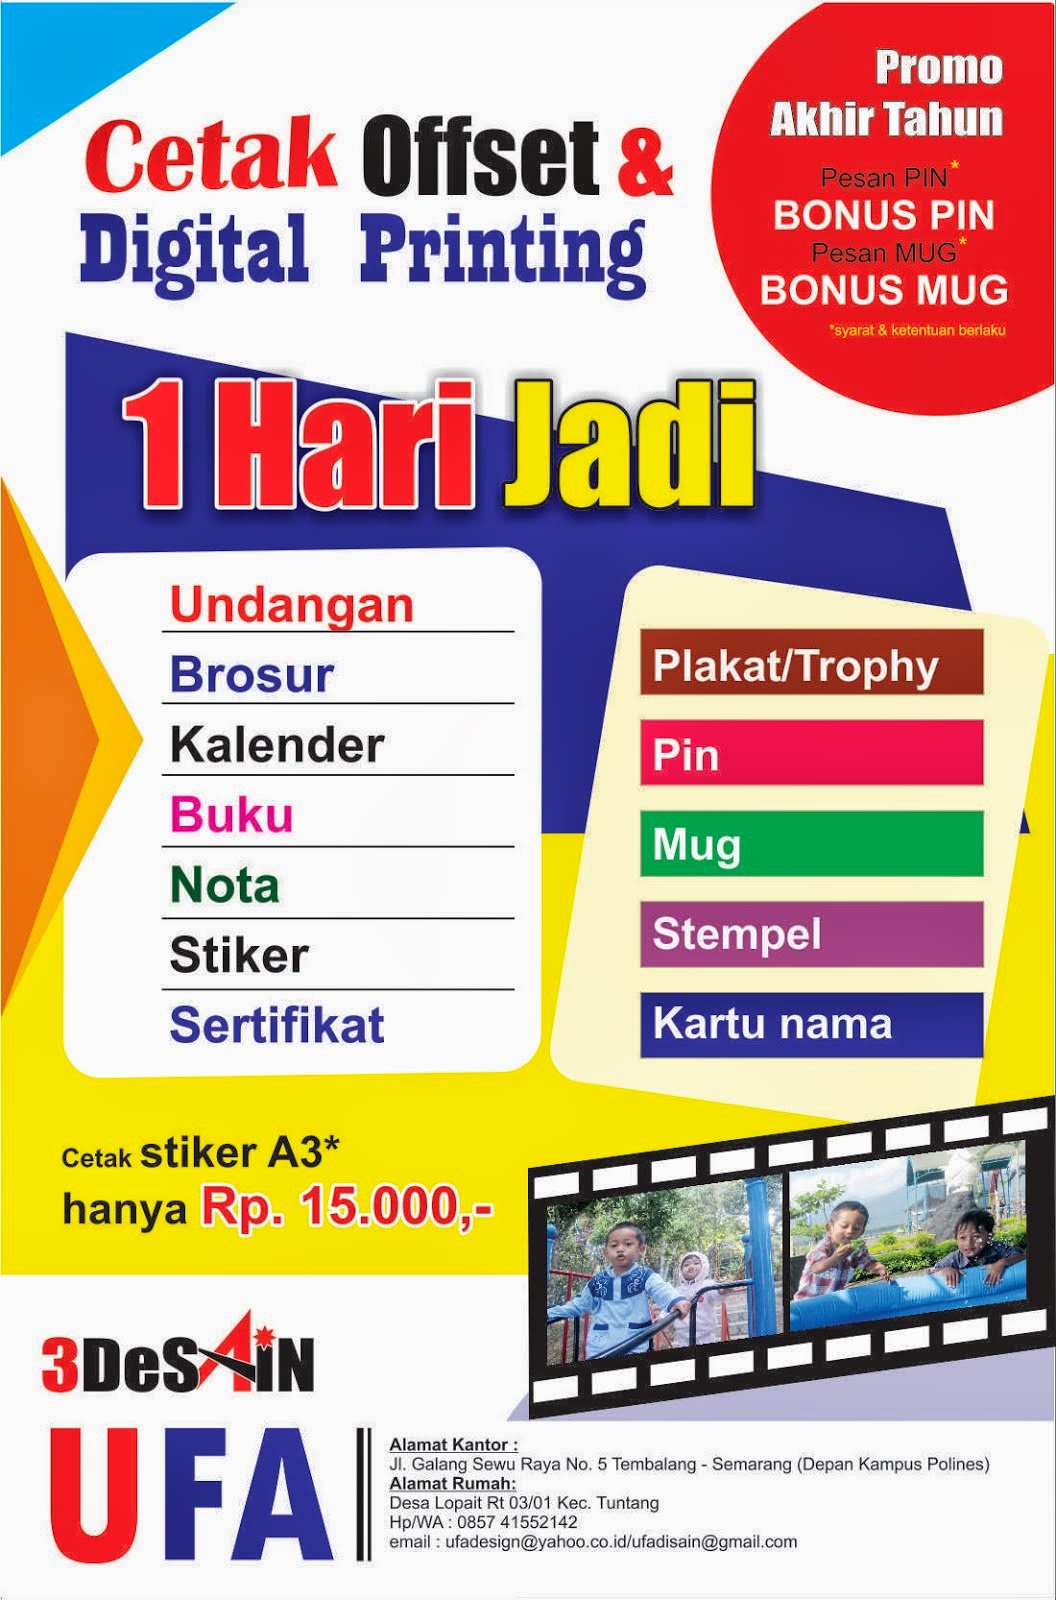 Cetak Offset &
Digital Printing
Promo
Akhir Tahun
Pesan PIN*
BONUS PIN
Pesan MUG*
BONUS MUG
*syarat & ketentuan berlaku
1 Hari Jadi
Undangan
Brosur
Kalender
Buku
Nota
Stiker
Sertifikat
Plakat/Trophy
Pin
Mug
Stempel
Kartu nama
Cetak stiker A3*
hanya Rp. 15.000,-
3DeSAiN
UFA
Alamat Kantor :
Jl. Galang Sewu Raya No. 5 Tembalang - Semarang (Depan Kampus Polines)
Alamat Rumah:
Desa Lopait Rt 03/01 Kec. Tuntang
Hp/WA : 0857 41552142
email : ufadesign@yahoo.co.id/ufadisain@gmail.com